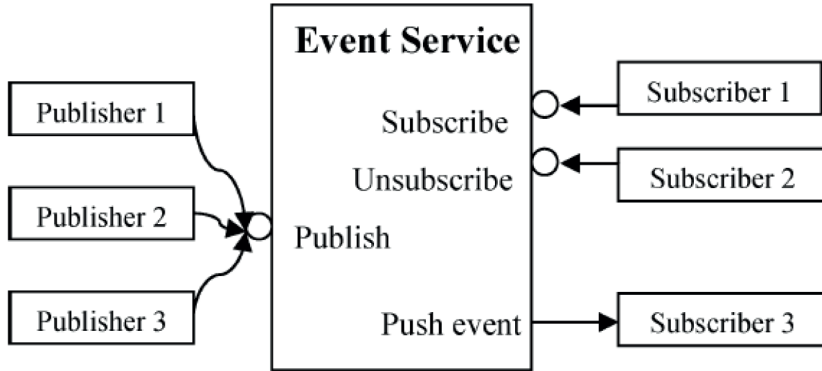 Event Service
Publisher 1
Publisher 2
Publisher 3
Subscribe
Unsubscribe
Publish
Push event
Subscriber 1
Subscriber 2
Subscriber 3